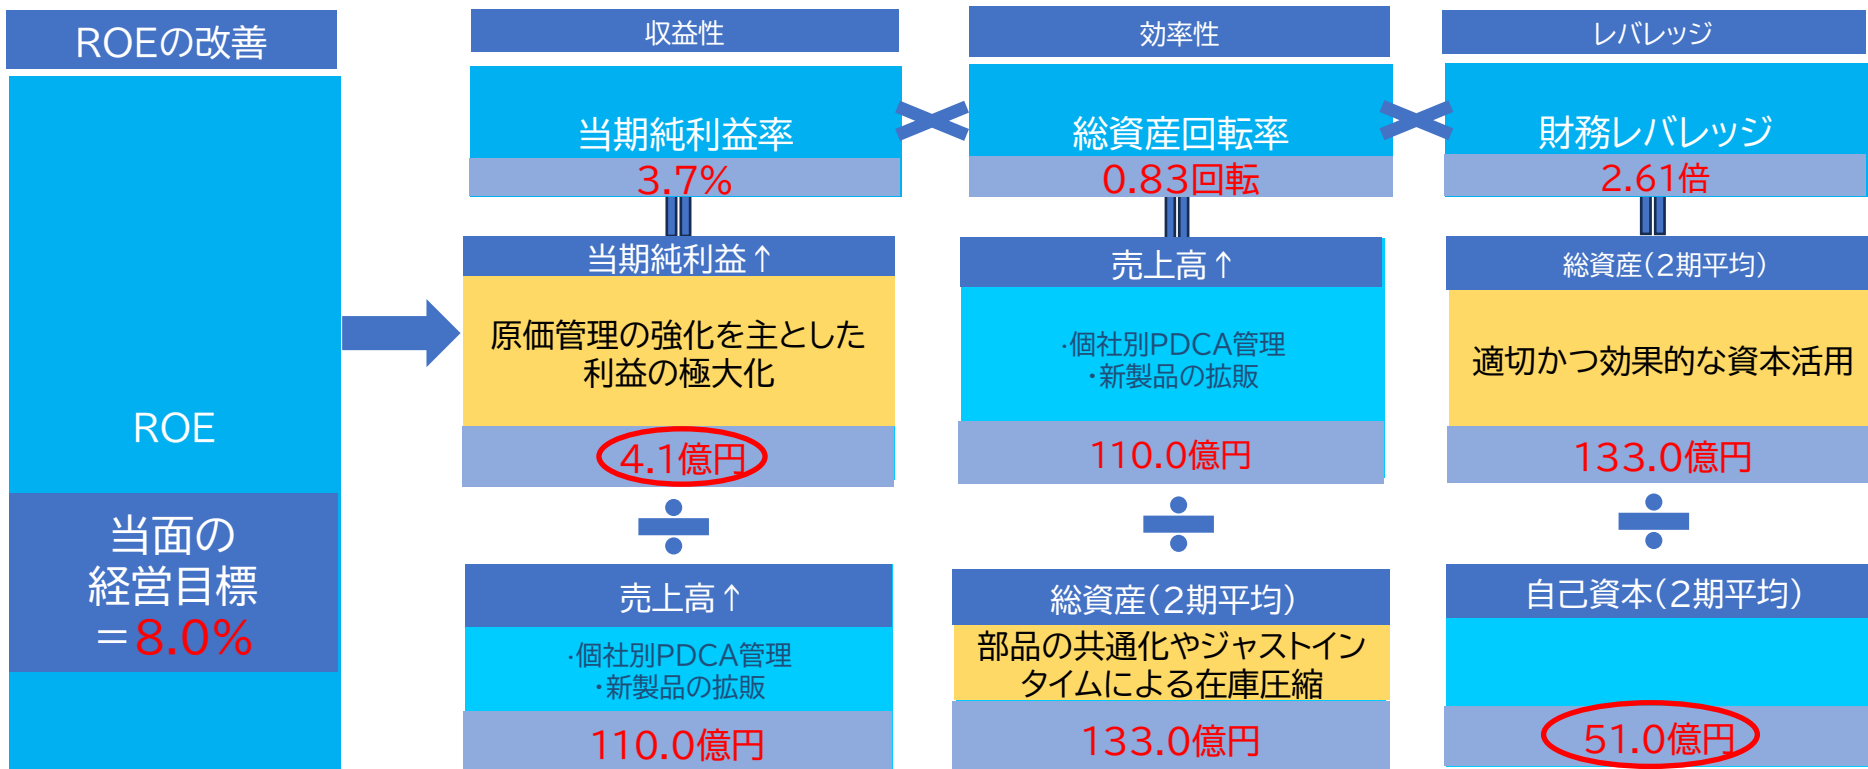 ROEの改善
収益性
効率性
レバレッジ
当期純利益率
総資産回転率
財務レバレッジ
3.7%
0.83回転
2.61倍
当期純利益↑
売上高↑
総資産(2期平均)
原価管理の強化を主とした
利益の極大化
・個社別PDCA管理
・新製品の拡販
適切かつ効果的な資本活用
ROE
4.1億円
110.0億円
133.0億円
÷
÷
÷
当面の
経営目標
=8.0%
売上高↑
総資産(2期平均)
自己資本(2期平均)
・個社別PDCA管理
・新製品の拡販
部品の共通化やジャストイン
タイムによる在庫圧縮
110.0億円
133.0億円
51.0億円